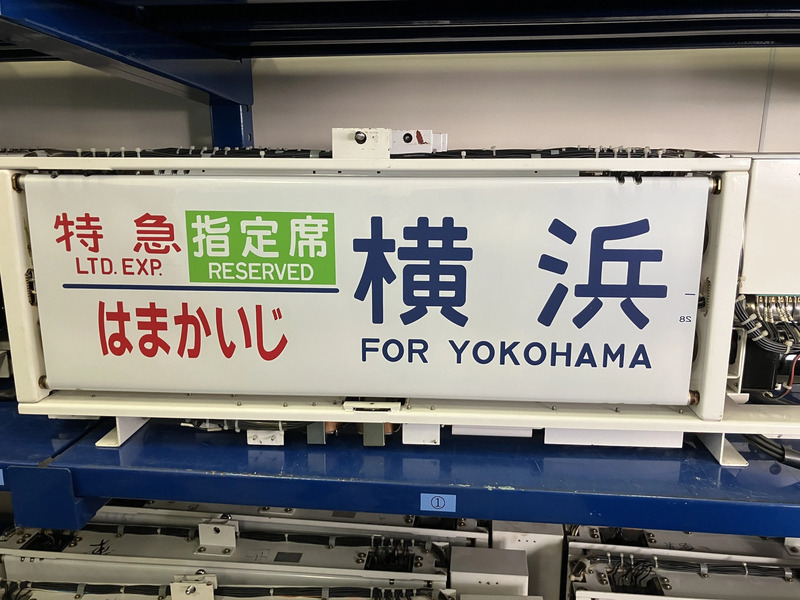 特急 指定席
LTD. EXP. RESERVED
はまかいじ
横浜
FOR YOKOHAMA
28
①